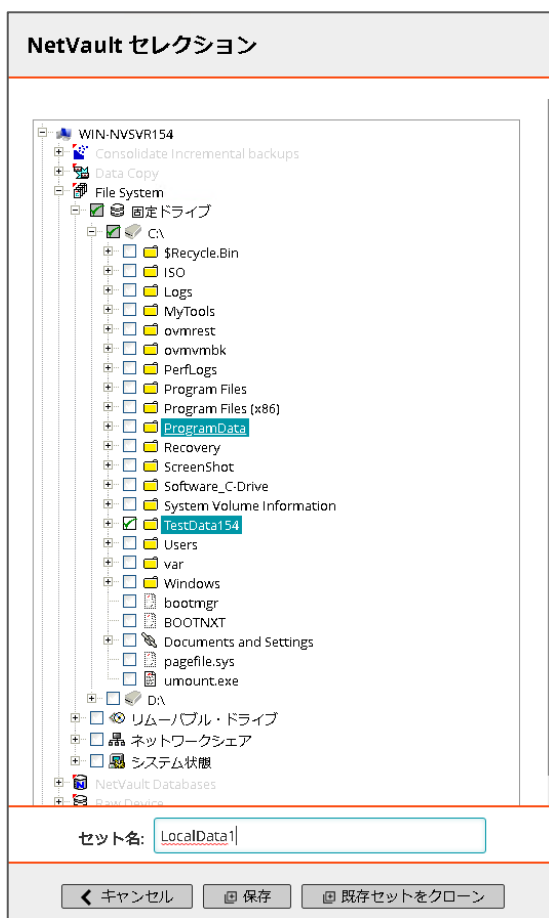 NetVault セレクション
WIN-NVSVR154
Consolidate Incremental backups
Data Copy
File System
固定ドライブ
C:\
$Recycle.Bin
ISO
Logs
MyTools
ovmrest
ovmvmbk
PerfLogs
Program Files
Program Files (x86)
ProgramData
Recovery
ScreenShot
Software_C-Drive
System Volume Information
TestData154
Users
var
Windows
bootmgr
BOOTNXT
Documents and Settings
pagefile.sys
umount.exe
D:\
リムーバブル・ドライブ
ネットワークシェア
システム状態
NetVault Databases
Raw Device
セット名: LocalData1
キャンセル 保存 既存セットをクローン